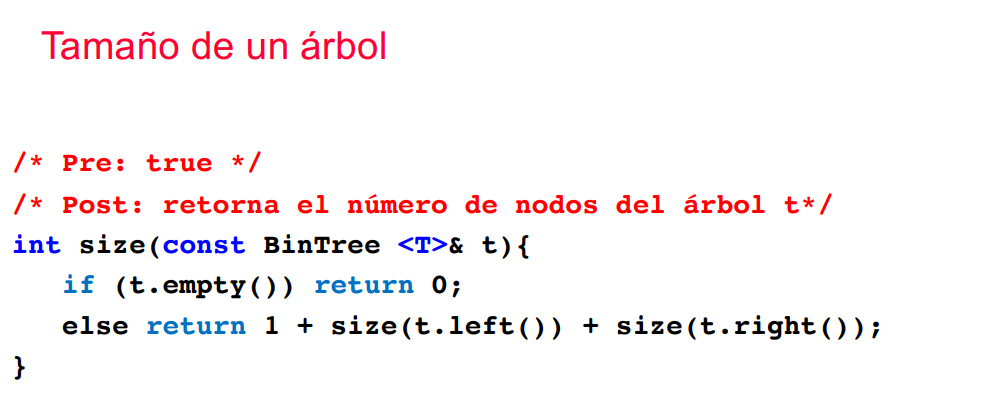 Tamaño de un árbol
/* Pre: true */
/* Post: retorna el número de nodos del árbol t*/
int size(const BinTree <T>& t){
   if (t.empty()) return 0;
   else return 1 + size(t.left()) + size(t.right());
}